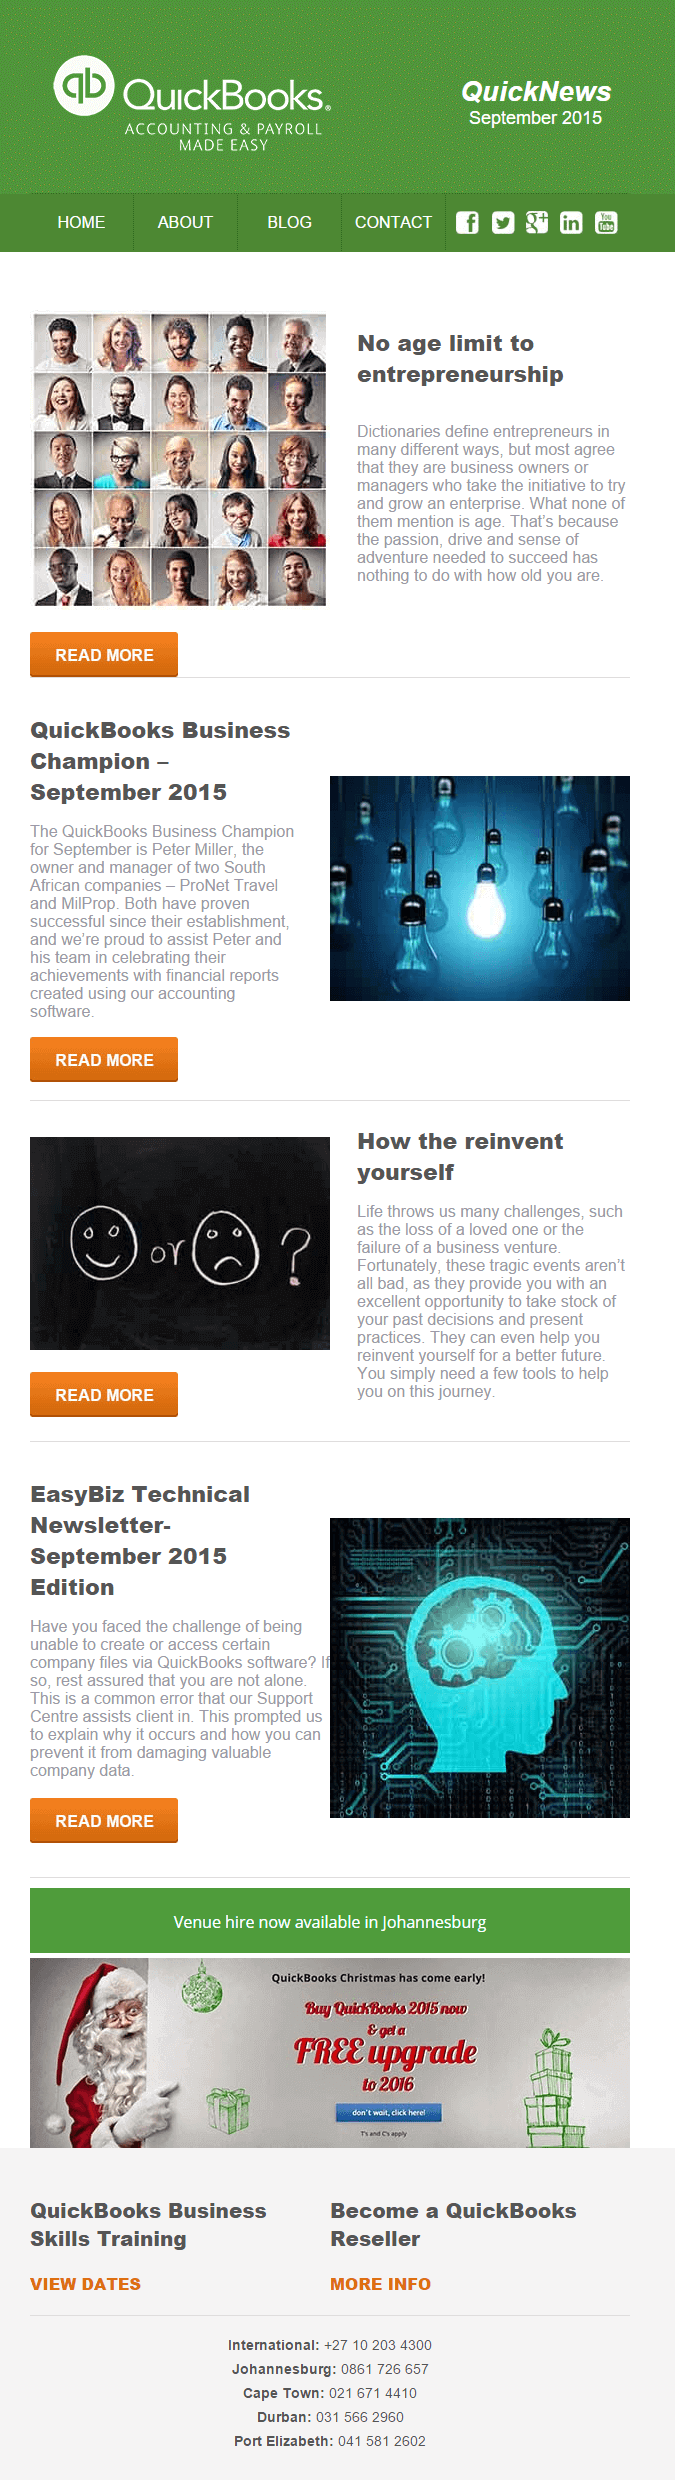 qb QuickBooks.
ACCOUNTING & PAYROLL
MADE EASY
QuickNews
September 2015
HOME ABOUT BLOG CONTACT
You Tube
No age limit to
entrepreneurship
Dictionaries define entrepreneurs in
many different ways, but most agree
that they are business owners or
managers who take the initiative to try
and grow an enterprise. What none of
them mention is age. That's because
the passion, drive and sense of
adventure needed to succeed has
nothing to do with how old you are.
READ MORE
QuickBooks Business
Champion –
September 2015
The QuickBooks Business Champion
for September is Peter Miller, the
owner and manager of two South
African companies – ProNet Travel
and MilProp. Both have proven
successful since their establishment,
and we're proud to assist Peter and
his team in celebrating their
achievements with financial reports
created using our accounting
software.
READ MORE
or ?
How the reinvent
yourself
Life throws us many challenges, such
as the loss of a loved one or the
failure of a business venture.
Fortunately, these tragic events aren't
all bad, as they provide you with an
excellent opportunity to take stock of
your past decisions and present
practices. They can even help you
reinvent yourself for a better future.
You simply need a few tools to help
you on this journey.
READ MORE
EasyBiz Technical
Newsletter-
September 2015
Edition
Have you faced the challenge of being
unable to create or access certain
company files via QuickBooks software? If
so, rest assured that you are not alone.
This is a common error that our Support
Centre assists client in. This prompted us
to explain why it occurs and how you can
prevent it from damaging valuable
company data.
READ MORE
Venue hire now available in Johannesburg
QuickBooks Christmas has come early!
Buy QuickBooks 2015 now
& get a
FREE upgrade
to 2016
don't wait, click here!
T's and C's apply
QuickBooks Business
Skills Training
VIEW DATES
Become a QuickBooks
Reseller
MORE INFO
International: +27 10 203 4300
Johannesburg: 0861 726 657
Cape Town: 021 671 4410
Durban: 031 566 2960
Port Elizabeth: 041 581 2602